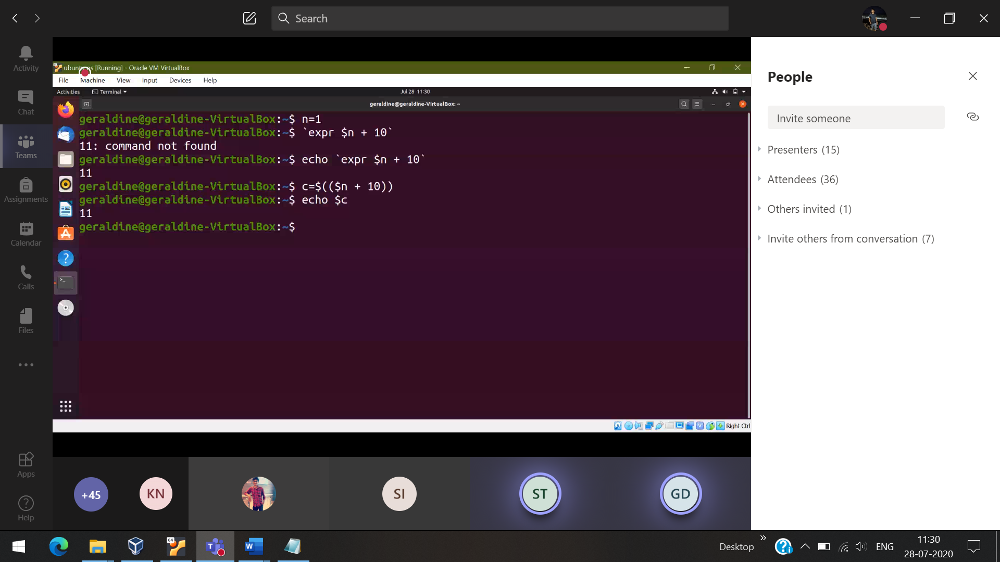 Search
Activity
Chat
Teams
Assignments
Calendar
Calls
Files
Apps
Help
ubuntu os [Running] - Oracle VM VirtualBox
File Machine View Input Devices Help
Activities Terminal Jul 28 11:30
geraldine@geraldine-VirtualBox: ~
geraldine@geraldine-VirtualBox:~$ n=1
geraldine@geraldine-VirtualBox:~$ `expr $n + 10`
11: command not found
geraldine@geraldine-VirtualBox:~$ echo `expr $n + 10`
11
geraldine@geraldine-VirtualBox:~$ c=$(($n + 10))
geraldine@geraldine-VirtualBox:~$ echo $c
11
geraldine@geraldine-VirtualBox:~$
Right Ctrl
People
Invite someone
Presenters (15)
Attendees (36)
Others invited (1)
Invite others from conversation (7)
+45
KN
SI
ST
GD
64
T
W
Desktop
ENG
11:30
28-07-2020